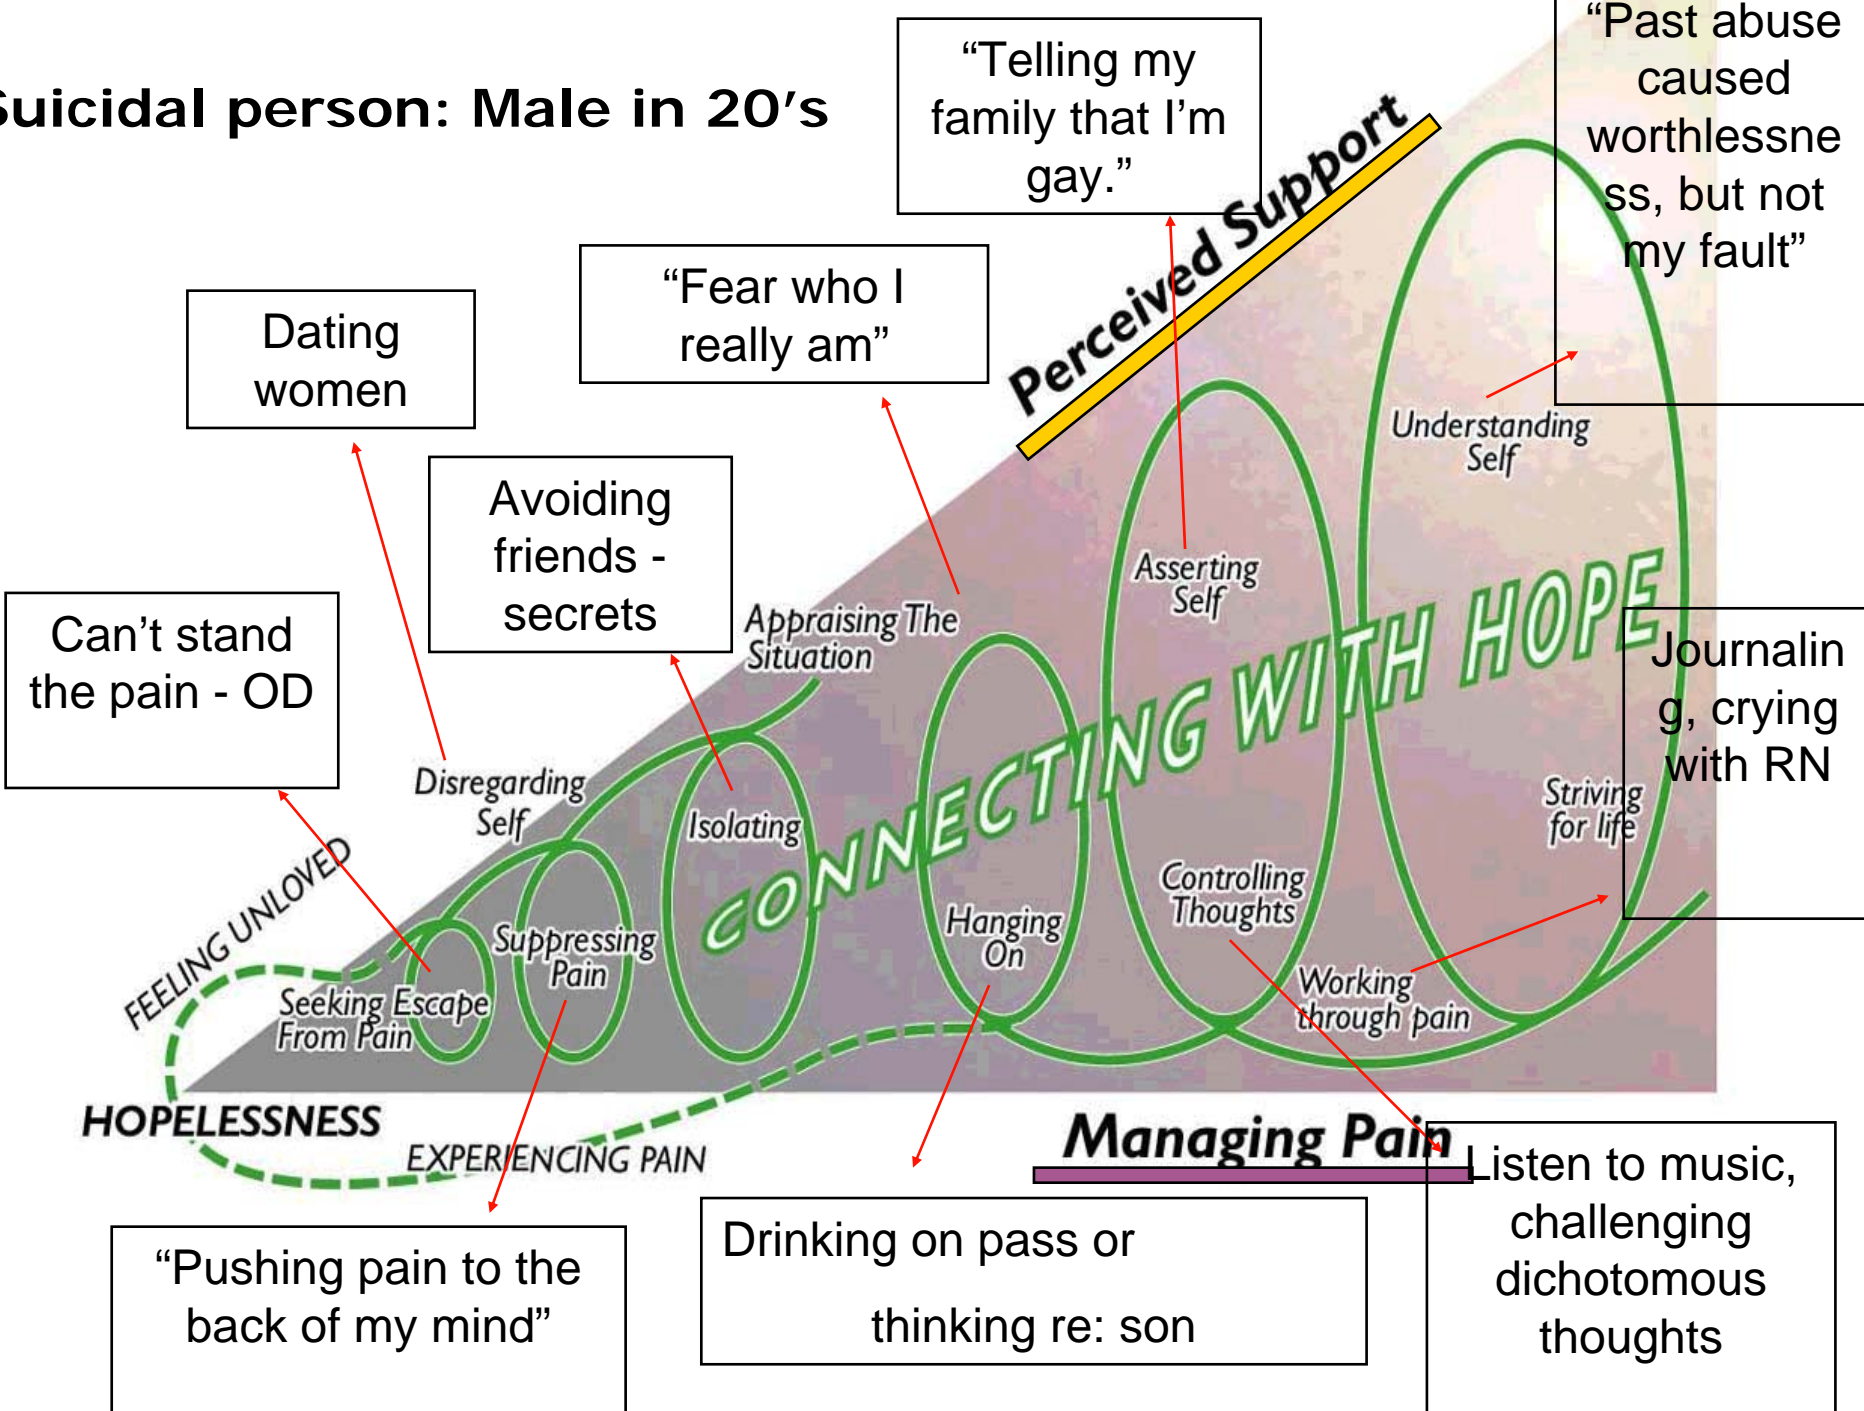 Suicidal person: Male in 20's
“Telling my
family that I’m
gay.”
“Past abuse
caused
worthlessne
ss, but not
my fault”
“Fear who I
really am”
Dating
women
Avoiding
friends -
secrets
Can’t stand
the pain - OD
Perceived Support
Understanding
Self
Asserting
Self
Appraising The
Situation
Disregarding
Self
Isolating
CONNECTING WITH HOPE
Journalin
g, crying
with RN
Striving
for life
Controlling
Thoughts
Hanging
On
Suppressing
Pain
Working
through pain
FEELING UNLOVED
Seeking Escape
From Pain
HOPELESSNESS
EXPERIENCING PAIN
Managing Pain
“Pushing pain to the
back of my mind”
Drinking on pass or
thinking re: son
Listen to music,
challenging
dichotomous
thoughts